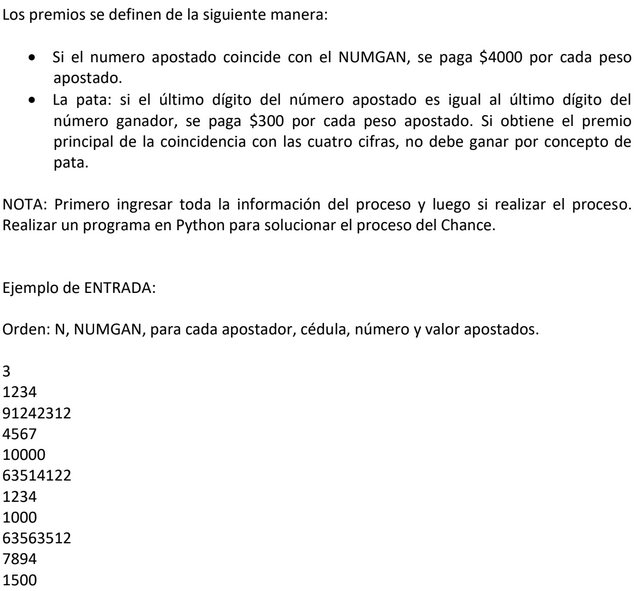 Los premios se definen de la siguiente manera:
• Si el numero apostado coincide con el NUMGAN, se paga $4000 por cada peso
apostado.
• La pata: si el último dígito del número apostado es igual al último dígito del
número ganador, se paga $300 por cada peso apostado. Si obtiene el premio
principal de la coincidencia con las cuatro cifras, no debe ganar por concepto de
pata.
NOTA: Primero ingresar toda la información del proceso y luego si realizar el proceso.
Realizar un programa en Python para solucionar el proceso del Chance.
Ejemplo de ENTRADA:
Orden: N, NUMGAN, para cada apostador, cédula, número y valor apostados.
3
1234
91242312
4567
10000
63514122
1234
1000
63563512
7894
1500